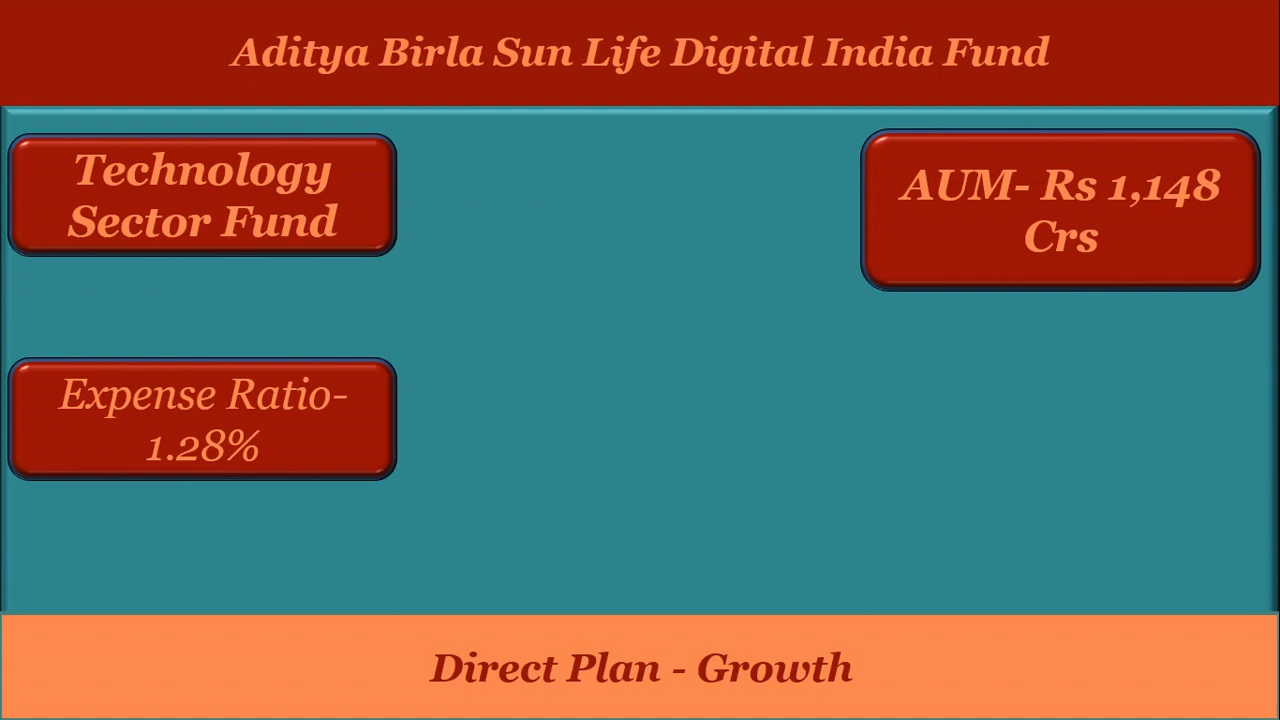 Aditya Birla Sun Life Digital India Fund
Technology
Sector Fund
AUM- Rs 1,148
Crs
Expense Ratio-
1.28%
Direct Plan - Growth